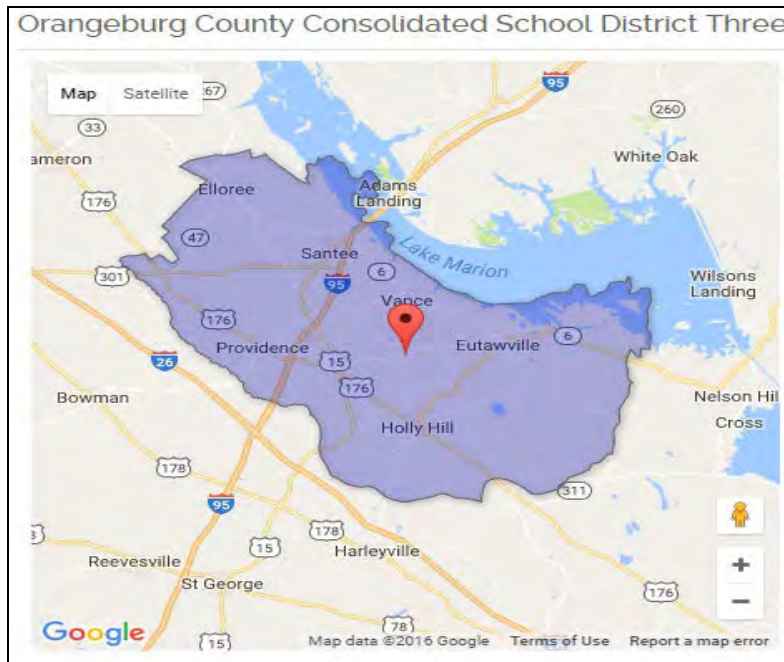 Orangeburg County Consolidated School District Three
Map Satellite
267
95
33
260
ameron
White Oak
176
Elloree
Adams
Landing
47
Santee
Lake Marion
6
301
95
Wilsons
Landing
Vance
176
Providence
Eutawville
6
15
26
176
Bowman
Nelson Hil
Cross
Holly Hill
178
311
95
178
15
Harleyville
Reevesville
St George
176
78
15
+
−
Google
Map data ©2016 Google Terms of Use Report a map error